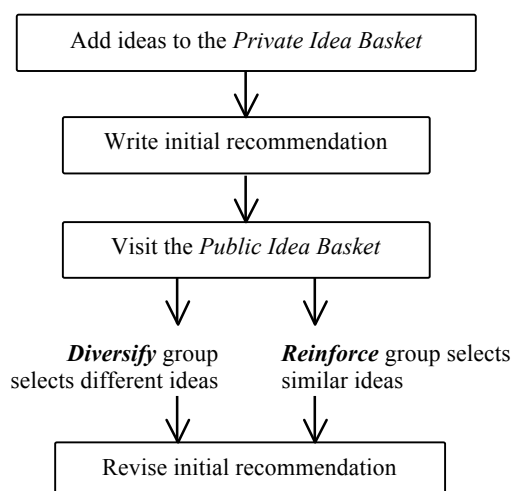 Add ideas to the Private Idea Basket
Write initial recommendation
Visit the Public Idea Basket
Diversify group
selects different ideas
Reinforce group selects
similar ideas
Revise initial recommendation